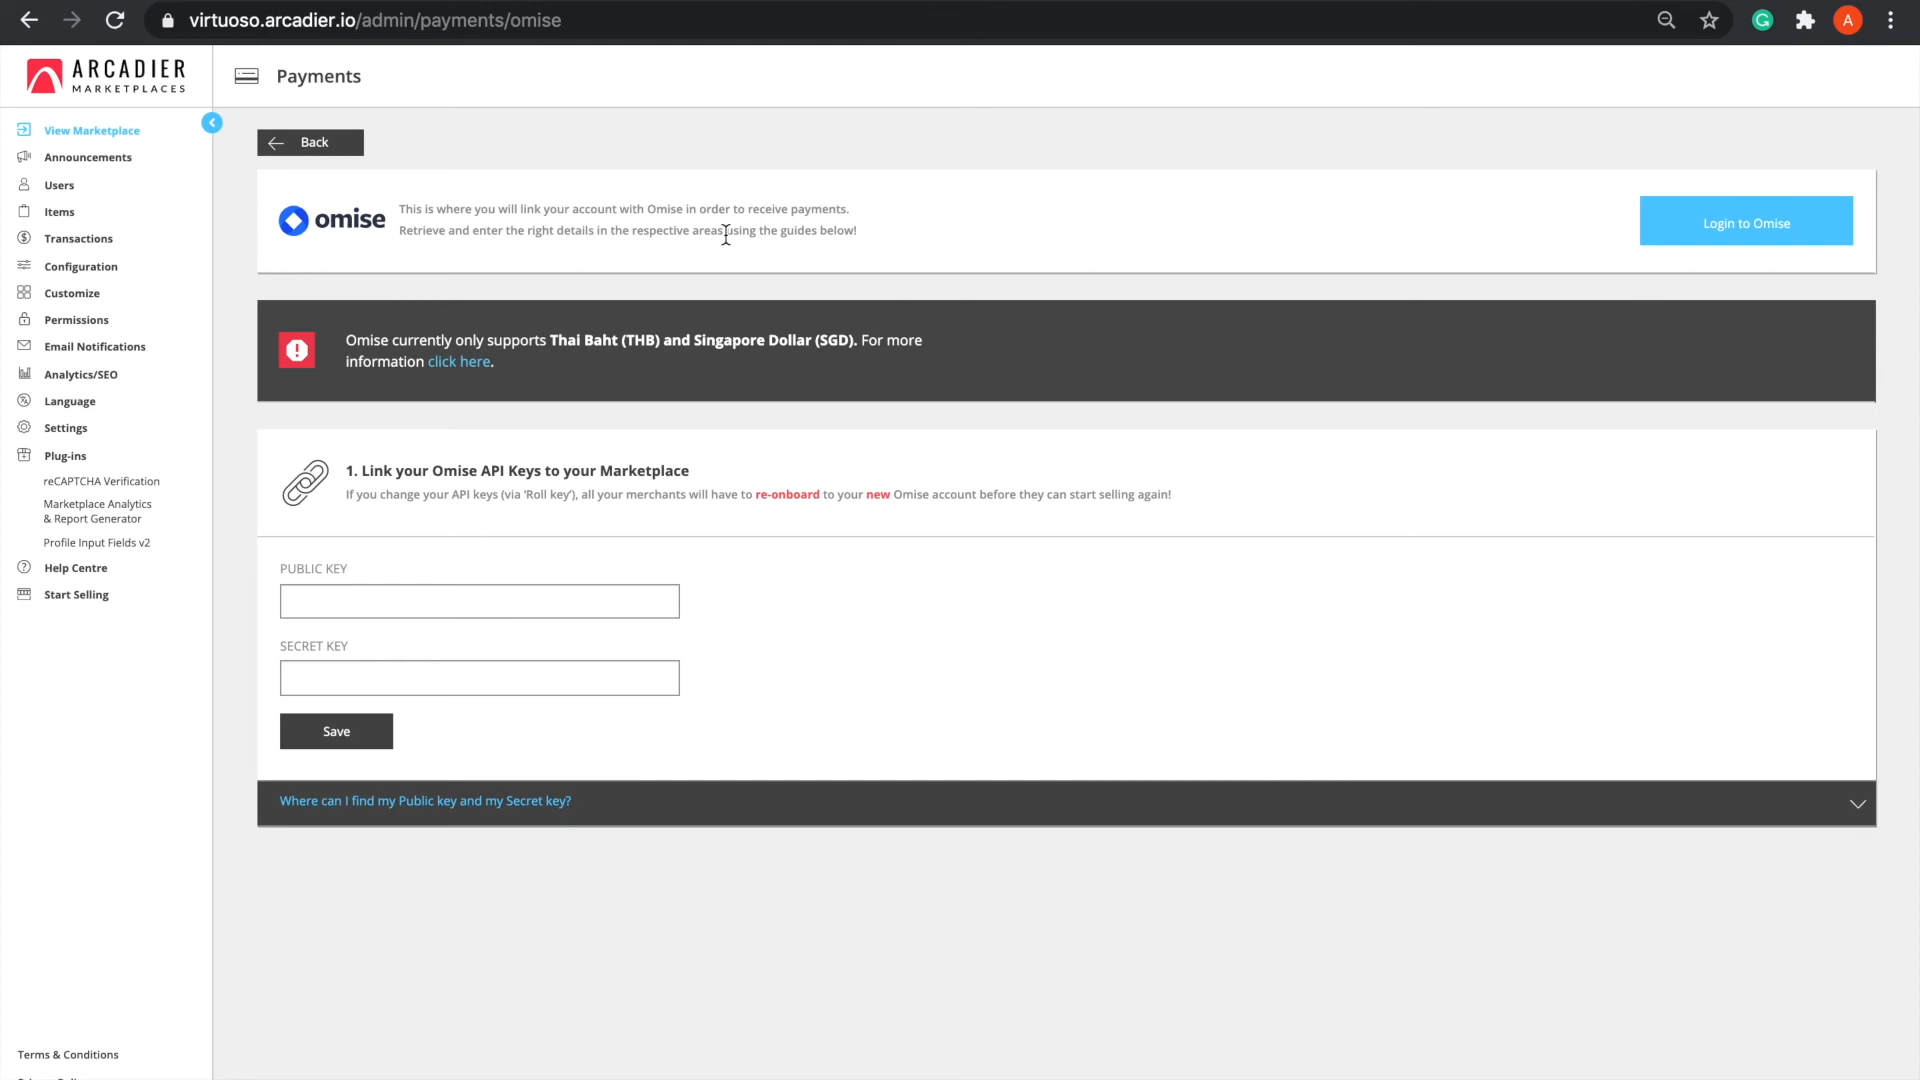 virtuoso.arcadier.io/admin/payments/omise
G
A
ARCADIER
MARKETPLACES
Payments
View Marketplace
Announcements
Users
Items
Transactions
Configuration
Customize
Permissions
Email Notifications
Analytics/SEO
Language
Settings
Plug-ins
reCAPTCHA Verification
Marketplace Analytics
& Report Generator
Profile Input Fields v2
Help Centre
Start Selling
Terms & Conditions
Back
omise
This is where you will link your account with Omise in order to receive payments.
Retrieve and enter the right details in the respective areas using the guides below!
Login to Omise
Omise currently only supports Thai Baht (THB) and Singapore Dollar (SGD). For more
information click here.
1. Link your Omise API Keys to your Marketplace
If you change your API keys (via ‘Roll key’), all your merchants will have to re-onboard to your new Omise account before they can start selling again!
PUBLIC KEY
SECRET KEY
Save
Where can I find my Public key and my Secret key?